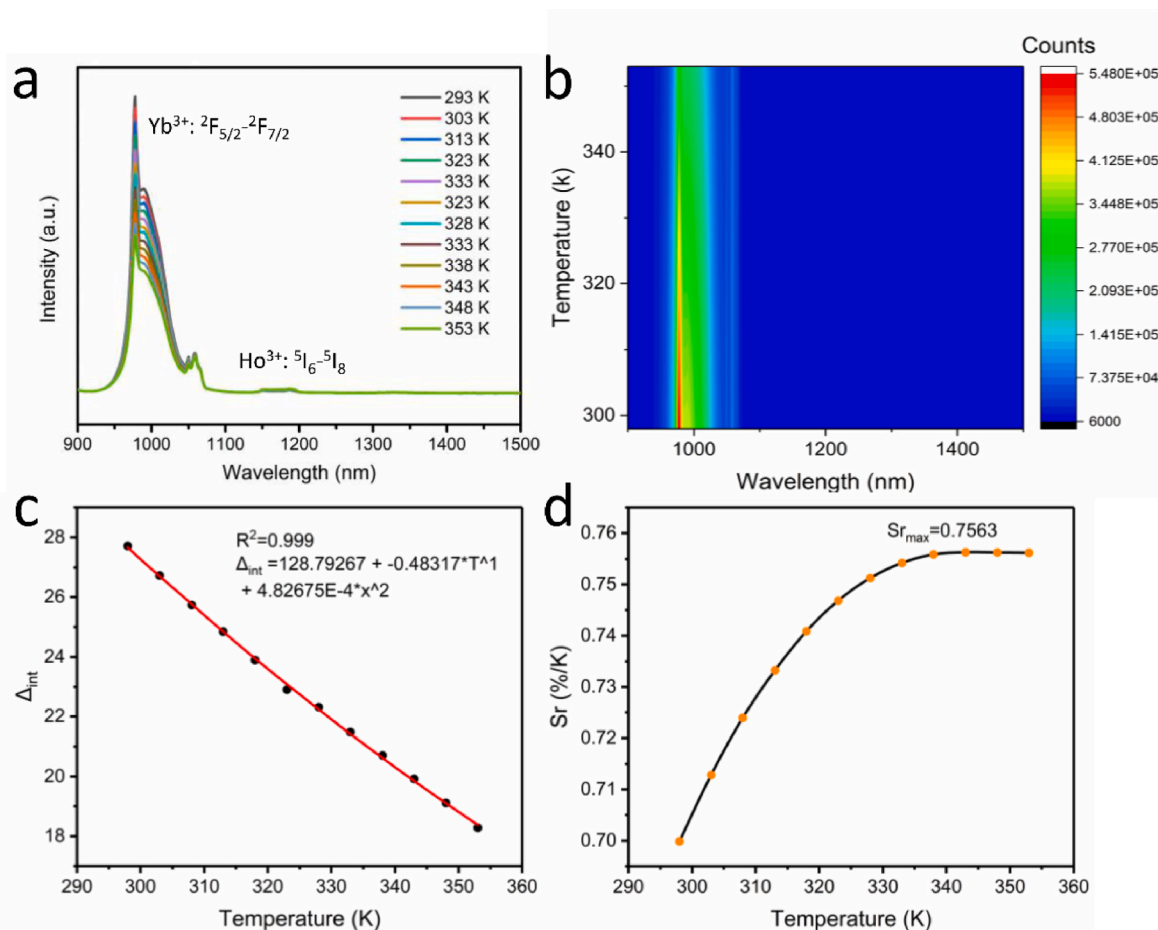 a
Yb³⁺: ²F₅/₂-²F₇/₂
293 K
303 K
313 K
323 K
333 K
323 K
328 K
333 K
338 K
343 K
348 K
353 K
Ho³⁺: ⁵I₆-⁵I₈
Intensity (a.u.)
900 1000 1100 1200 1300 1400 1500
Wavelength (nm)
b
Counts
5.480E+05
4.803E+05
4.125E+05
3.448E+05
2.770E+05
2.093E+05
1.415E+05
7.375E+04
6000
Temperature (k)
340
320
300
1000 1200 1400
Wavelength (nm)
c
R²=0.999
Δint =128.79267 + -0.48317*T^1
+ 4.82675E-4*x^2
Δint
28
26
24
22
20
18
290 300 310 320 330 340 350 360
Temperature (K)
d
Srmax=0.7563
Sr (%/K)
0.76
0.75
0.74
0.73
0.72
0.71
0.70
290 300 310 320 330 340 350 360
Temperature (K)